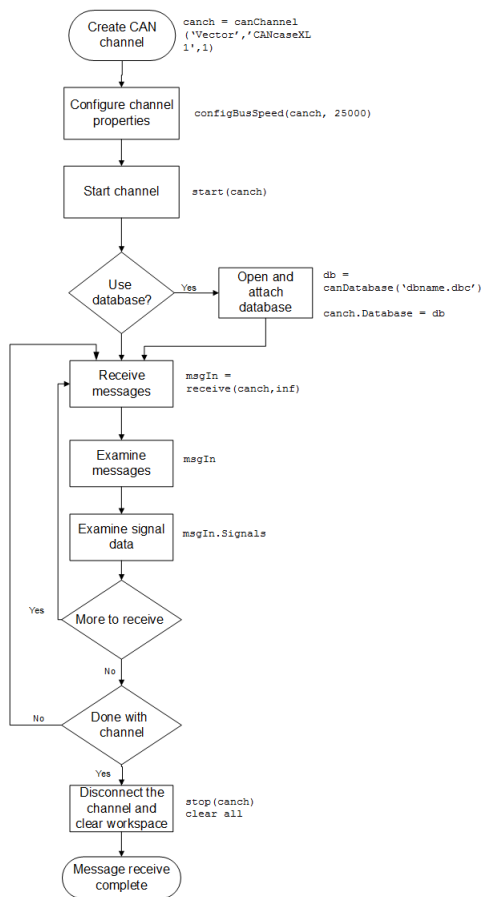 Create CAN
channel
canch = canChannel
(‘Vector’,’CANcaseXL
1',1)
Configure channel
properties
configBusSpeed(canch, 25000)
Start channel
start(canch)
Use
database?
Yes
Open and
attach
database
db =
canDatabase(‘dbname.dbc’)
canch.Database = db
Receive
messages
msgIn =
receive(canch,inf)
Examine
messages
msgIn
Examine signal
data
msgIn.Signals
Yes
More to receive
No
No
Done with
channel
Yes
Disconnect the
channel and
clear workspace
stop(canch)
clear all
Message receive
complete